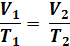 V₁/T₁ = V₂/T₂